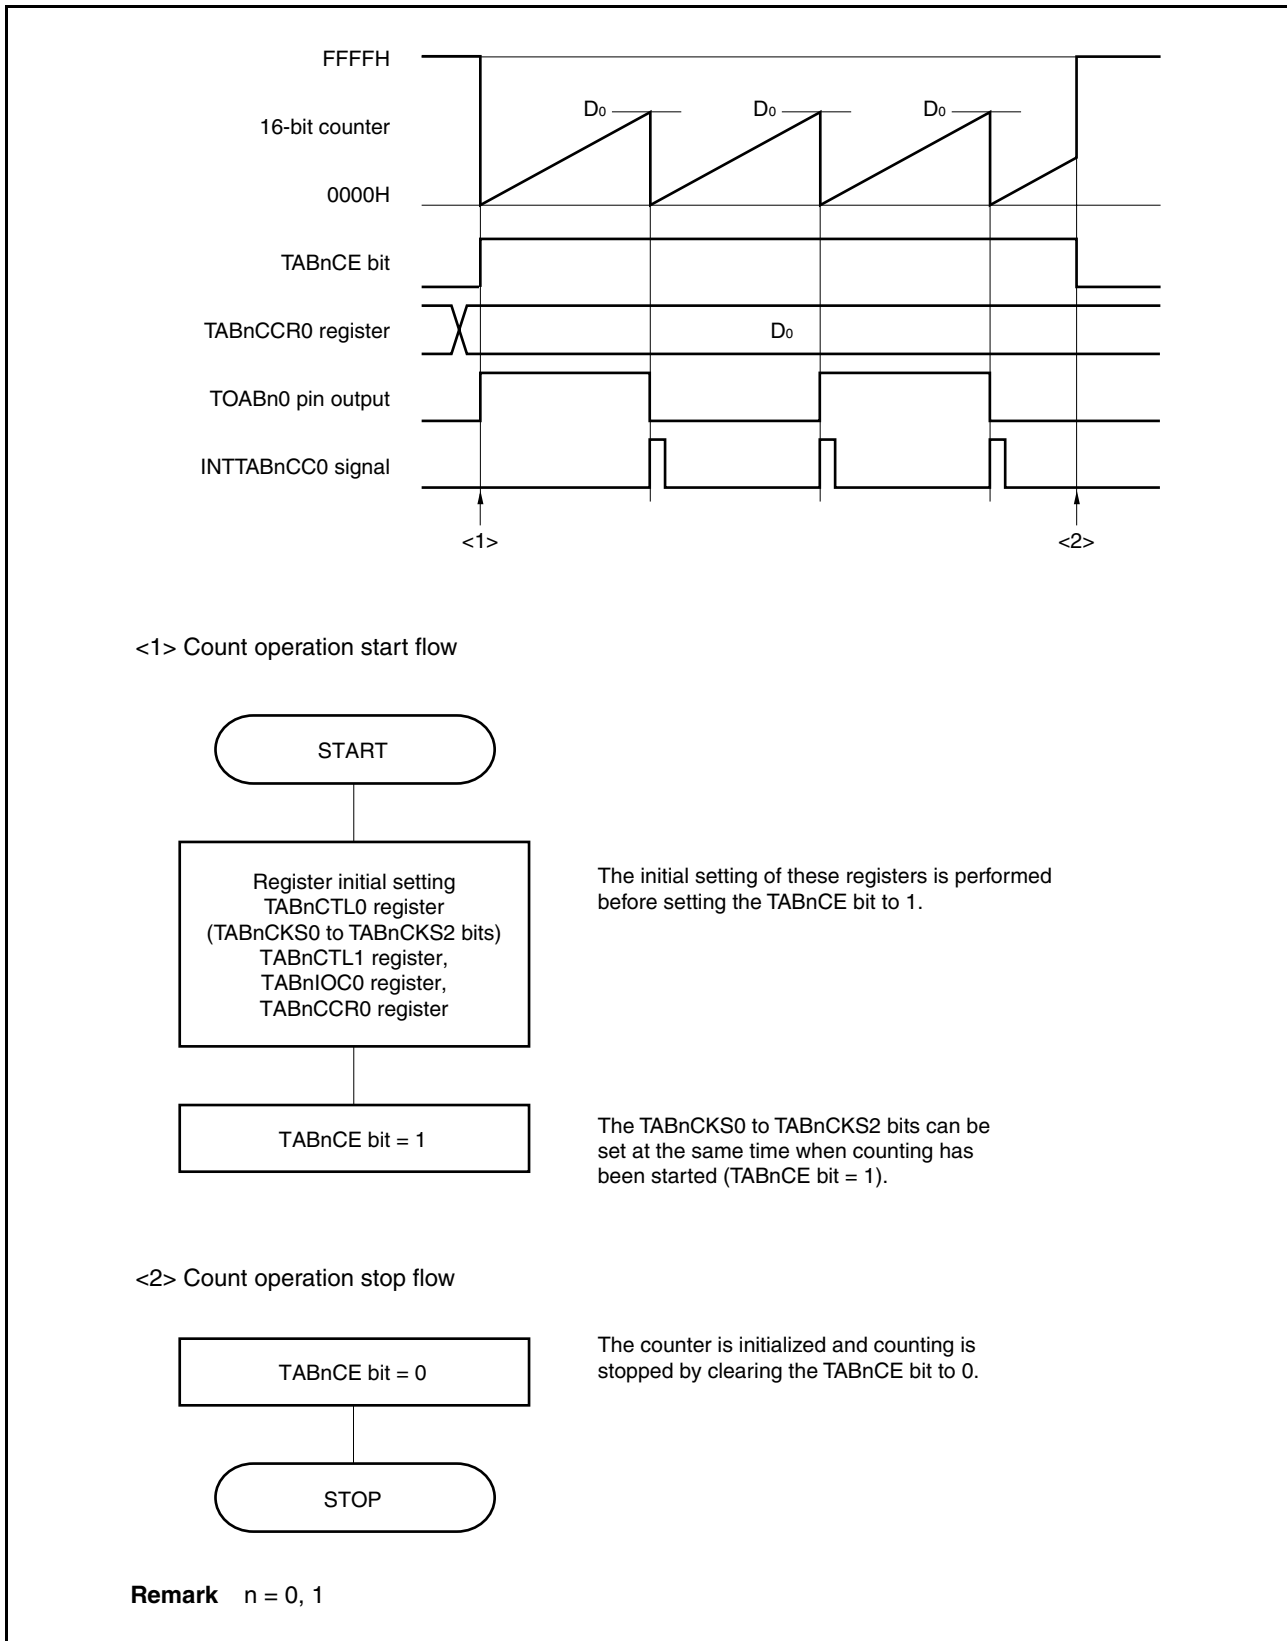 FFFFH
D0 D0 D0
16-bit counter
0000H
TABnCE bit
TABnCCR0 register D0
TOABn0 pin output
INTTABnCC0 signal
<1> <2>
<1> Count operation start flow
START
Register initial setting
TABnCTL0 register
(TABnCKS0 to TABnCKS2 bits)
TABnCTL1 register,
TABnIOC0 register,
TABnCCR0 register
The initial setting of these registers is performed
before setting the TABnCE bit to 1.
TABnCE bit = 1
The TABnCKS0 to TABnCKS2 bits can be
set at the same time when counting has
been started (TABnCE bit = 1).
<2> Count operation stop flow
TABnCE bit = 0
The counter is initialized and counting is
stopped by clearing the TABnCE bit to 0.
STOP
Remark n = 0, 1